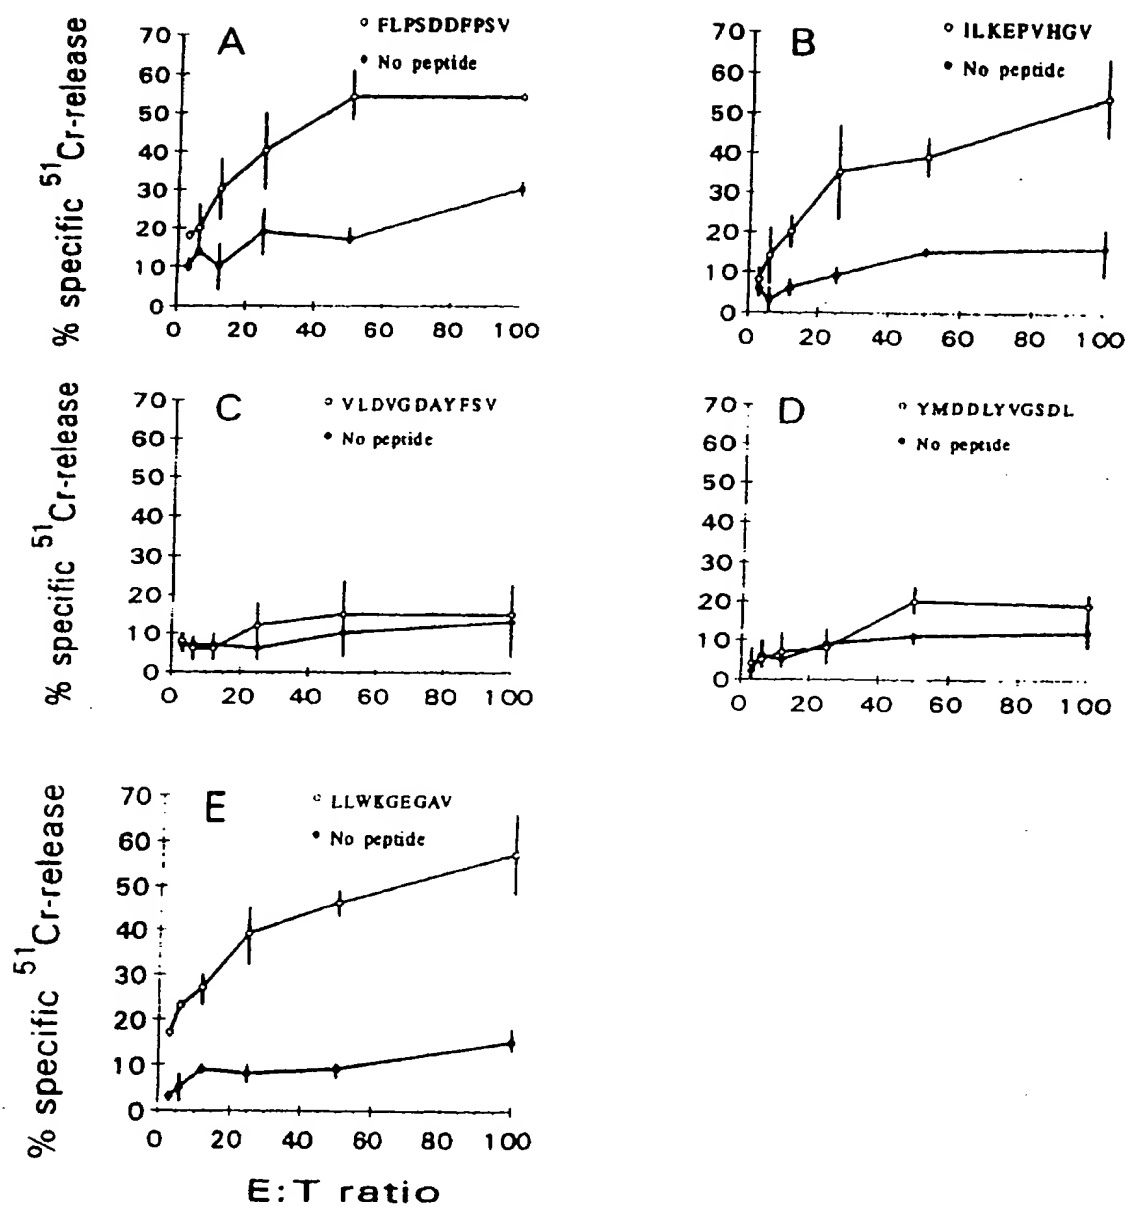 A
○ FLPSDDFPSV
• No peptide
% specific 51Cr-release
70
60
50
40
30
20
10
0
0 20 40 60 80 100
B
○ ILKEPVHGV
• No peptide
70
60
50
40
30
20
10
0
0 20 40 60 80 100
C
○ VLDVGDAYFSV
• No peptide
% specific 51Cr-release
70
60
50
40
30
20
10
0
0 20 40 60 80 100
D
○ YMDDLYVGSDL
• No peptide
70
60
50
40
30
20
10
0
0 20 40 60 80 100
E
○ LLWKGEGAV
• No peptide
% specific 51Cr-release
70
60
50
40
30
20
10
0
0 20 40 60 80 100
E:T ratio